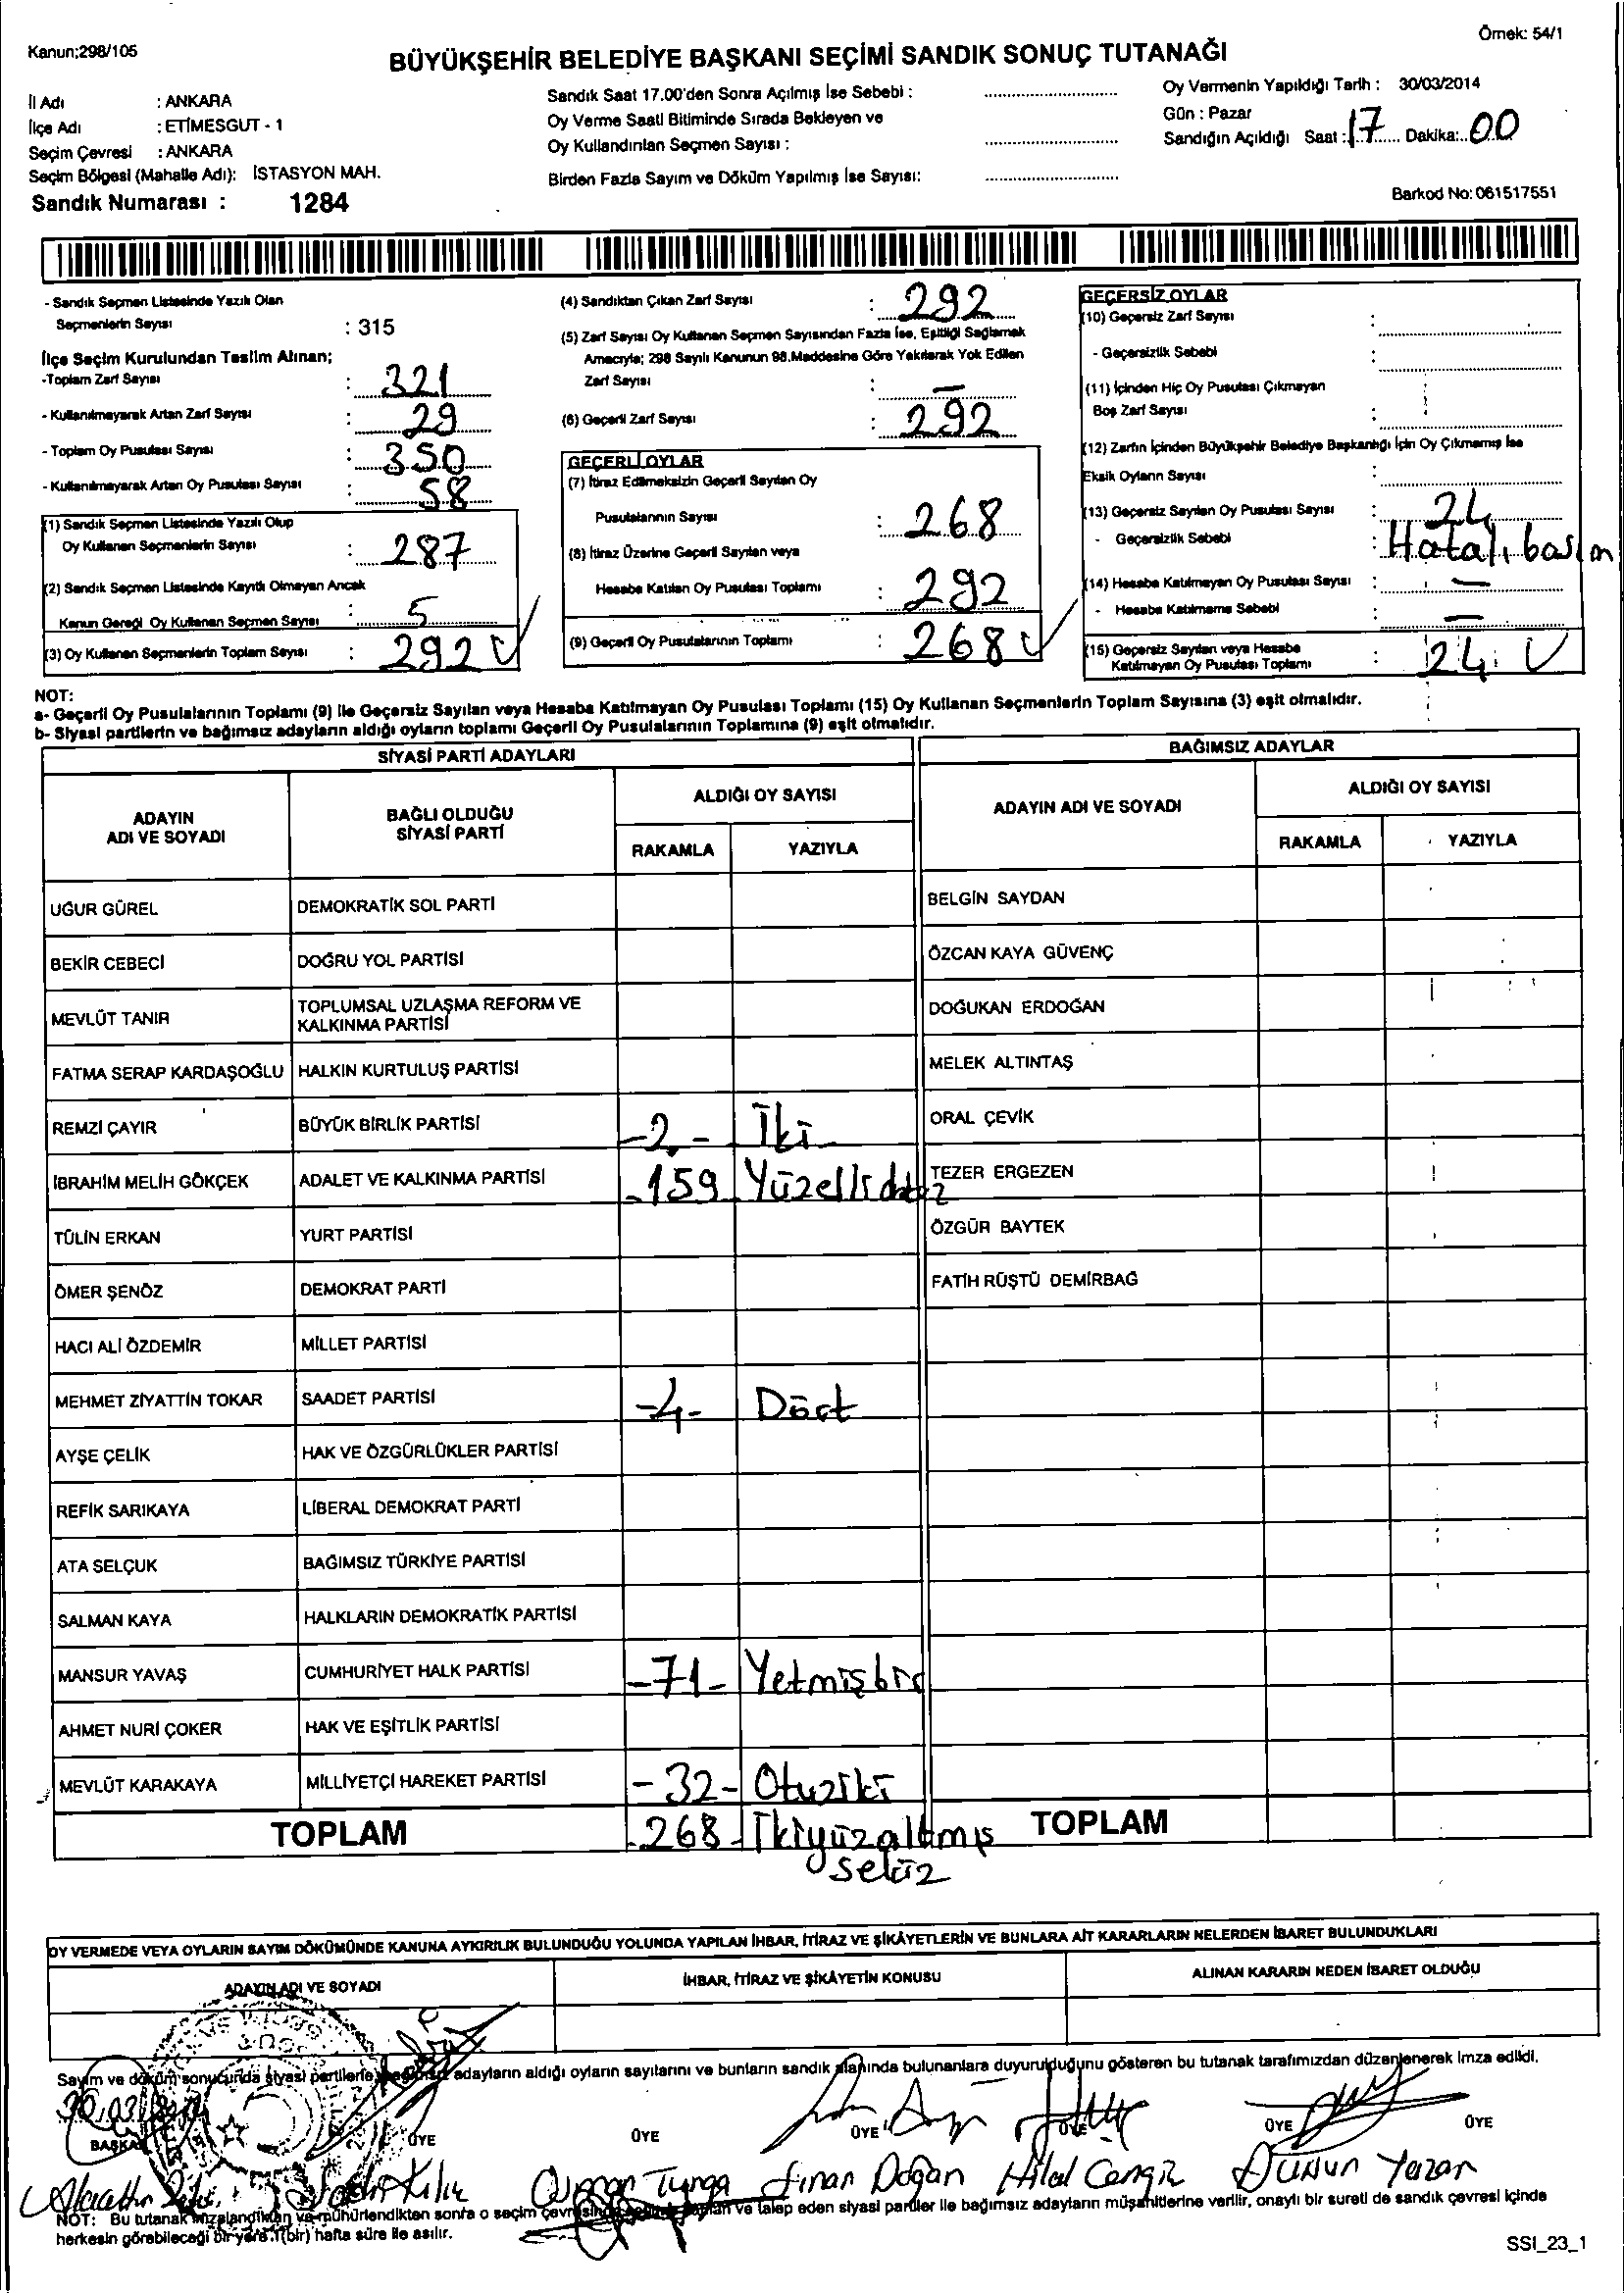 Kanun:298/105
Örnek: 54/1
BÜYÜKŞEHİR BELEDİYE BAŞKANI SEÇİMİ SANDIK SONUÇ TUTANAĞI
İl Adı : ANKARA
İlçe Adı : ETİMESGUT - 1
Seçim Çevresi : ANKARA
Seçim Bölgesi (Mahalle Adı): İSTASYON MAH.
Sandık Numarası : 1284
Sandık Saat 17.00'den Sonra Açılmış İse Sebebi :
Oy Verme Saati Bitiminde Sırada Bekleyen ve
Oy Kullandırılan Seçmen Sayısı :
Birden Fazla Sayım ve Döküm Yapılmış İse Sayısı:
Oy Vermenin Yapıldığı Tarih : 30/03/2014
Gün : Pazar
Sandığın Açıldığı Saat : 17 Dakika: 00
Barkod No: 061517551
- Sandık Seçmen Listesinde Yazılı Olan
Seçmenlerin Sayısı : 315
İlçe Seçim Kurulundan Teslim Alınan;
-Toplam Zarf Sayısı : 321
- Kullanılmayarak Artan Zarf Sayısı : 29
- Toplam Oy Pusulası Sayısı : 350
- Kullanılmayarak Artan Oy Pusulası Sayısı : 58
(1) Sandık Seçmen Listesinde Yazılı Olup
Oy Kullanan Seçmenlerin Sayısı : 287
(2) Sandık Seçmen Listesinde Kayıtlı Olmayan Ancak
Kanun Gereği Oy Kullanan Seçmen Sayısı : 5
(3) Oy Kullanan Seçmenlerin Toplam Sayısı : 292
(4) Sandıktan Çıkan Zarf Sayısı : 292
(5) Zarf Sayısı Oy Kullanan Seçmen Sayısından Fazla İse, Eşitliği Sağlamak
Amacıyla; 298 Sayılı Kanunun 98.Maddesine Göre Yakılarak Yok Edilen
Zarf Sayısı : –
(6) Geçerli Zarf Sayısı : 292
GEÇERLİ OYLAR
(7) İtiraz Edilmeksizin Geçerli Sayılan Oy
Pusulalarının Sayısı : 268
(8) İtiraz Üzerine Geçerli Sayılan veya
Hesaba Katılan Oy Pusulası Toplamı : 292
(9) Geçerli Oy Pusulalarının Toplamı : 268
GEÇERSİZ OYLAR
(10) Geçersiz Zarf Sayısı :
- Geçersizlik Sebebi :
(11) İçinden Hiç Oy Pusulası Çıkmayan
Boş Zarf Sayısı :
(12) Zarfın İçinden Büyükşehir Belediye Başkanlığı İçin Oy Çıkmamış İse
Eksik Oyların Sayısı :
(13) Geçersiz Sayılan Oy Pusulası Sayısı : 24
- Geçersizlik Sebebi : Hatalı basım
(14) Hesaba Katılmayan Oy Pusulası Sayısı : –
- Hesaba Katılmama Sebebi : –
(15) Geçersiz Sayılan veya Hesaba
Katılmayan Oy Pusulası Toplamı : 24
NOT:
a- Geçerli Oy Pusulalarının Toplamı (9) ile Geçersiz Sayılan veya Hesaba Katılmayan Oy Pusulası Toplamı (15) Oy Kullanan Seçmenlerin Toplam Sayısına (3) eşit olmalıdır.
b- Siyasi partilerin ve bağımsız adayların aldığı oyların toplamı Geçerli Oy Pusulalarının Toplamına (9) eşit olmalıdır.
SİYASİ PARTİ ADAYLARI
BAĞIMSIZ ADAYLAR
ADAYIN ADI VE SOYADI
BAĞLI OLDUĞU SİYASİ PARTİ
ALDIĞI OY SAYISI
RAKAMLA YAZIYLA
ADAYIN ADI VE SOYADI
ALDIĞI OY SAYISI
RAKAMLA YAZIYLA
UĞUR GÜREL DEMOKRATİK SOL PARTİ BELGİN SAYDAN
BEKİR CEBECİ DOĞRU YOL PARTİSİ ÖZCAN KAYA GÜVENÇ
MEVLÜT TANIR TOPLUMSAL UZLAŞMA REFORM VE KALKINMA PARTİSİ DOĞUKAN ERDOĞAN
FATMA SERAP KARDAŞOĞLU HALKIN KURTULUŞ PARTİSİ MELEK ALTINTAŞ
REMZİ ÇAYIR BÜYÜK BİRLİK PARTİSİ -2- İki ORAL ÇEVİK
İBRAHİM MELİH GÖKÇEK ADALET VE KALKINMA PARTİSİ -159 Yüzelli dokuz TEZER ERGEZEN
TÜLİN ERKAN YURT PARTİSİ ÖZGÜR BAYTEK
ÖMER ŞENÖZ DEMOKRAT PARTİ FATİH RÜŞTÜ DEMİRBAĞ
HACI ALİ ÖZDEMİR MİLLET PARTİSİ
MEHMET ZİYATTİN TOKAR SAADET PARTİSİ -4- Dört
AYŞE ÇELİK HAK VE ÖZGÜRLÜKLER PARTİSİ
REFİK SARIKAYA LİBERAL DEMOKRAT PARTİ
ATA SELÇUK BAĞIMSIZ TÜRKİYE PARTİSİ
SALMAN KAYA HALKLARIN DEMOKRATİK PARTİSİ
MANSUR YAVAŞ CUMHURİYET HALK PARTİSİ -71- Yetmişbir
AHMET NURİ ÇOKER HAK VE EŞİTLİK PARTİSİ
MEVLÜT KARAKAYA MİLLİYETÇİ HAREKET PARTİSİ -32- Otuziki
TOPLAM -268- İkiyüzaltmış TOPLAM
sekiz
OY VERMEDE VEYA OYLARIN SAYIM DÖKÜMÜNDE KANUNA AYKIRILIK BULUNDUĞU YOLUNDA YAPILAN İHBAR, İTİRAZ VE ŞİKÂYETLERİN VE BUNLARA AİT KARARLARIN NELERDEN İBARET BULUNDUKLARI
ADAYIN ADI VE SOYADI İHBAR, İTİRAZ VE ŞİKÂYETİN KONUSU ALINAN KARARIN NEDEN İBARET OLDUĞU
Sayım ve döküm sonucunda siyasi partilerle adayların aldığı oyların sayılarını ve bunların sandık alanında bulunanlara duyurulduğunu gösteren bu tutanak tarafımızdan düzenlenerek imza edildi.
30.03.2014
BAŞKAN ÜYE ÜYE ÜYE ÜYE ÜYE ÜYE
Kılıç Osman Tunga Sinan Doğan Hilal Cengiz Yazar
NOT: Bu tutanak imzalandıktan ve mühürlendikten sonra o seçim çevresinde ve talep eden siyasi partiler ile bağımsız adayların müşahitlerine verilir, onaylı bir sureti de sandık çevresi içinde
herkesin görebileceği bir yere 1(bir) hafta süre ile asılır.
SSI_23_1